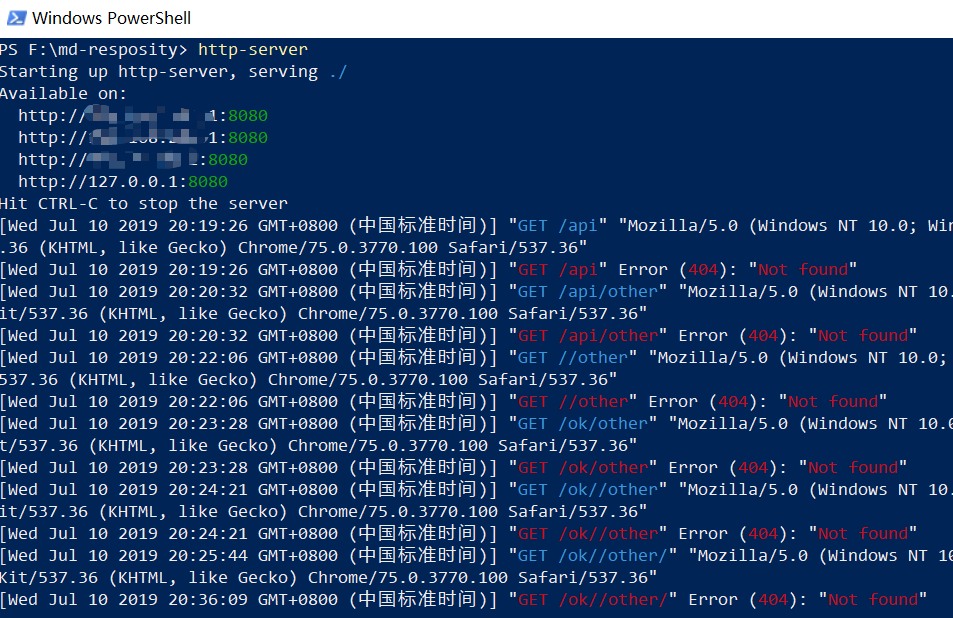 Windows PowerShell
PS F:\md-resposity> http-server
Starting up http-server, serving ./
Available on:
http:// 1:8080
http:// 1:8080
http:// :8080
http://127.0.0.1:8080
Hit CTRL-C to stop the server
[Wed Jul 10 2019 20:19:26 GMT+0800 (中国标准时间)] "GET /api" "Mozilla/5.0 (Windows NT 10.0; Win
.36 (KHTML, like Gecko) Chrome/75.0.3770.100 Safari/537.36"
[Wed Jul 10 2019 20:19:26 GMT+0800 (中国标准时间)] "GET /api" Error (404): "Not found"
[Wed Jul 10 2019 20:20:32 GMT+0800 (中国标准时间)] "GET /api/other" "Mozilla/5.0 (Windows NT 10.
it/537.36 (KHTML, like Gecko) Chrome/75.0.3770.100 Safari/537.36"
[Wed Jul 10 2019 20:20:32 GMT+0800 (中国标准时间)] "GET /api/other" Error (404): "Not found"
[Wed Jul 10 2019 20:22:06 GMT+0800 (中国标准时间)] "GET //other" "Mozilla/5.0 (Windows NT 10.0;
537.36 (KHTML, like Gecko) Chrome/75.0.3770.100 Safari/537.36"
[Wed Jul 10 2019 20:22:06 GMT+0800 (中国标准时间)] "GET //other" Error (404): "Not found"
[Wed Jul 10 2019 20:23:28 GMT+0800 (中国标准时间)] "GET /ok/other" "Mozilla/5.0 (Windows NT 10.0
t/537.36 (KHTML, like Gecko) Chrome/75.0.3770.100 Safari/537.36"
[Wed Jul 10 2019 20:23:28 GMT+0800 (中国标准时间)] "GET /ok/other" Error (404): "Not found"
[Wed Jul 10 2019 20:24:21 GMT+0800 (中国标准时间)] "GET /ok//other" "Mozilla/5.0 (Windows NT 10.
it/537.36 (KHTML, like Gecko) Chrome/75.0.3770.100 Safari/537.36"
[Wed Jul 10 2019 20:24:21 GMT+0800 (中国标准时间)] "GET /ok//other" Error (404): "Not found"
[Wed Jul 10 2019 20:25:44 GMT+0800 (中国标准时间)] "GET /ok//other/" "Mozilla/5.0 (Windows NT 10
Kit/537.36 (KHTML, like Gecko) Chrome/75.0.3770.100 Safari/537.36"
[Wed Jul 10 2019 20:36:09 GMT+0800 (中国标准时间)] "GET /ok//other/" Error (404): "Not found"